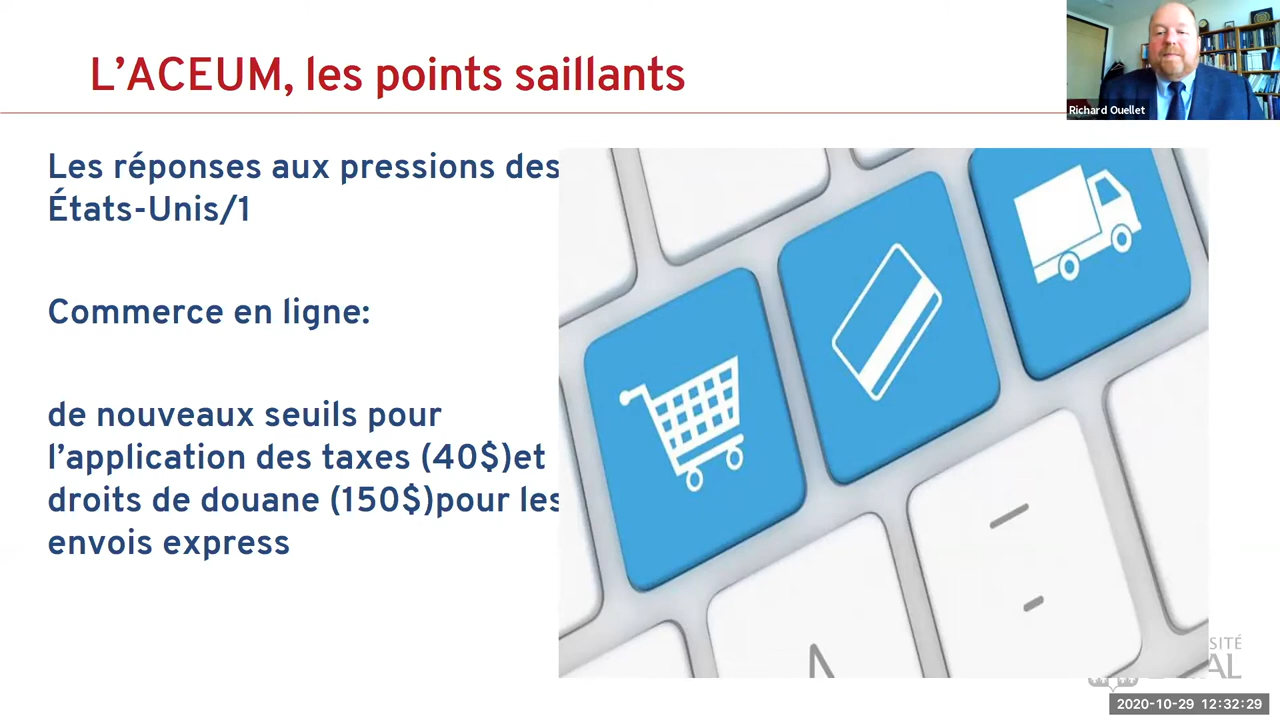 L'ACEUM, les points saillants
Richard Ouellet
Les réponses aux pressions des
États-Unis/1
Commerce en ligne:
de nouveaux seuils pour
l'application des taxes (40$)et
droits de douane (150$)pour les
envois express
2020-10-29 12:32:29